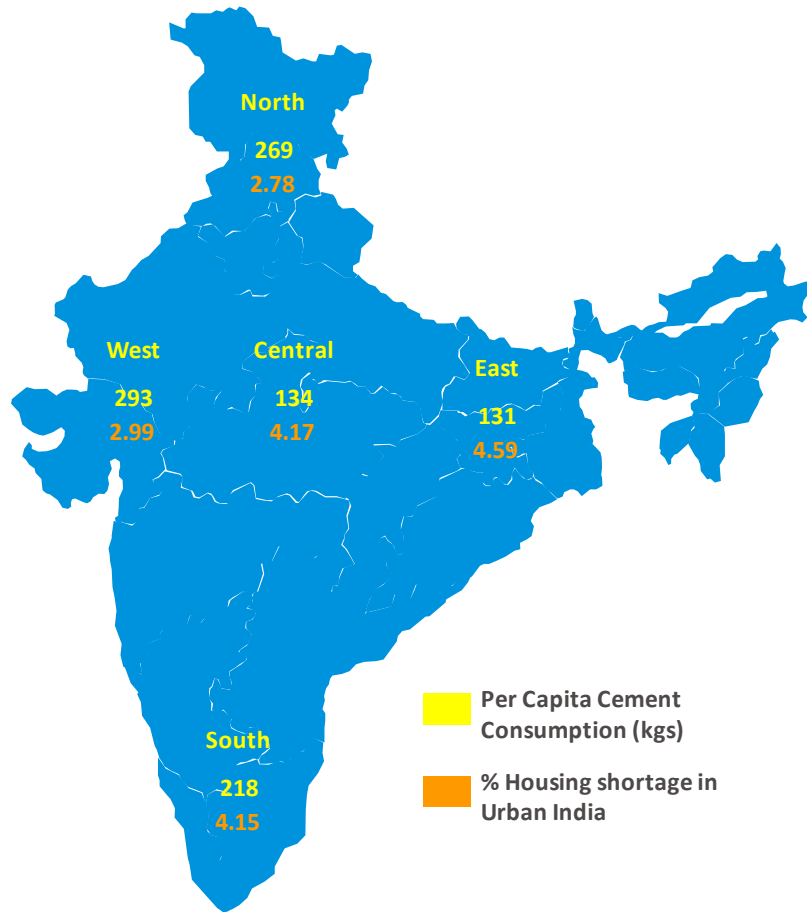 North
269
2.78
West
293
2.99
Central
134
4.17
East
131
4.59
South
218
4.15
Per Capita Cement
Consumption (kgs)
% Housing shortage in
Urban India